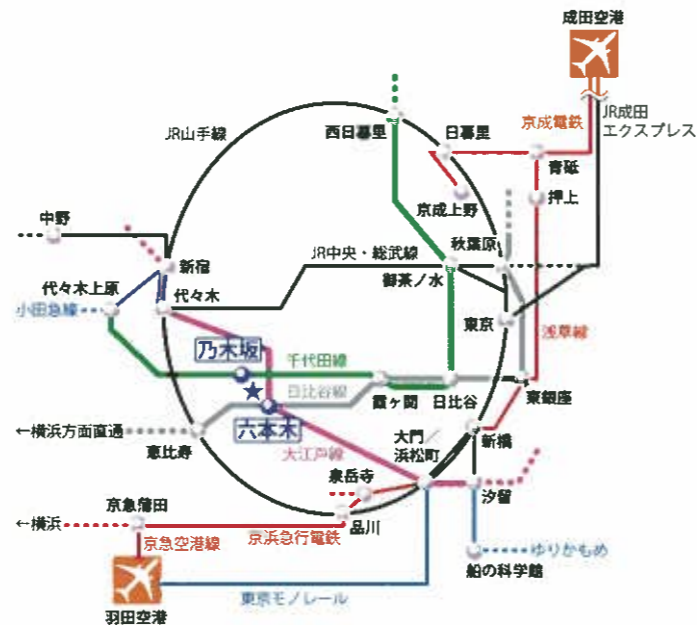 成田空港
JR山手線
西日暮里
日暮里
京成電鉄
JR成田
エクスプレス
青砥
押上
京成上野
中野
秋葉原
JR中央・総武線
新宿
御茶ノ水
代々木上原
代々木
小田急線
東京
浅草線
乃木坂
千代田線
日比谷線
霞ヶ関
日比谷
東銀座
六本木
←横浜方面直通
恵比寿
大江戸線
大門／
浜松町
新橋
泉岳寺
汐留
京急蒲田
←横浜
品川
京急空港線
京浜急行電鉄
ゆりかもめ
船の科学館
東京モノレール
羽田空港